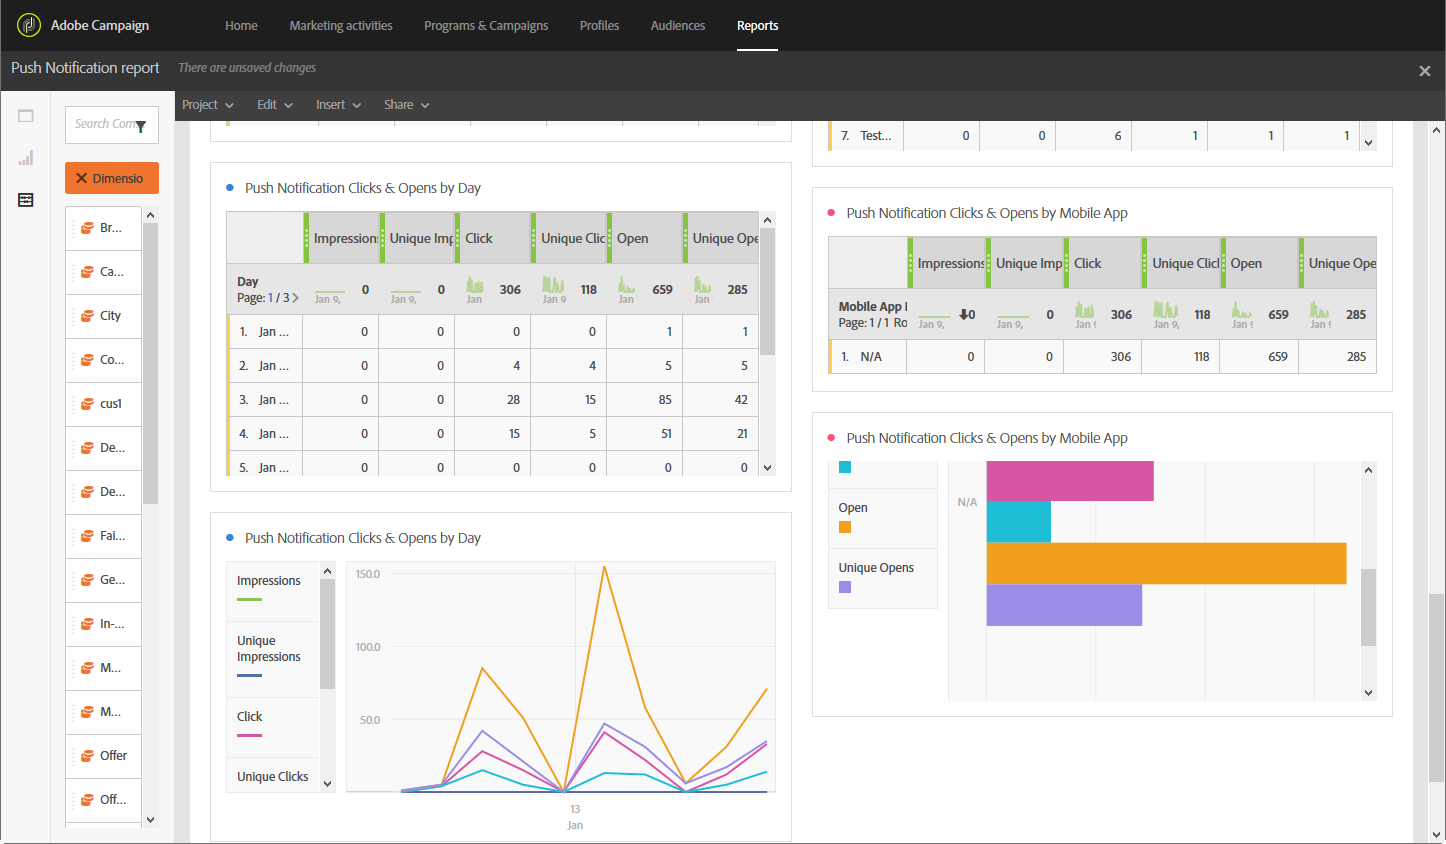 Adobe Campaign
Home
Marketing activities
Programs & Campaigns
Profiles
Audiences
Reports
Push Notification report
There are unsaved changes
Project
Edit
Insert
Share
Search Com
Dimensio
Br...
Ca...
City
Co...
cus1
De...
De...
Fai...
Ge...
In-...
M...
M...
Offer
Off...
7. Test... 0 0 6 1 1 1
Push Notification Clicks & Opens by Day
Impressions Unique Imp Click Unique Clic Open Unique Ope
Day
Page: 1 / 3
Jan 9, 0 Jan 9, 0 Jan 306 Jan 9 118 Jan 659 Jan 285
1. Jan ... 0 0 0 0 1 1
2. Jan ... 0 0 4 4 5 5
3. Jan ... 0 0 28 15 85 42
4. Jan ... 0 0 15 5 51 21
5. Jan ... 0 0 0 0 0 0
Push Notification Clicks & Opens by Day
Impressions
Unique
Impressions
Click
Unique Clicks
150.0
100.0
50.0
13
Jan
Push Notification Clicks & Opens by Mobile App
Impressions Unique Imp Click Unique Clicl Open Unique Ope
Mobile App
Page: 1 / 1 Ro
Jan 9, 0 Jan 9, 0 Jan 9 306 Jan 9, 118 Jan 9 659 Jan 9 285
1. N/A 0 0 306 118 659 285
Push Notification Clicks & Opens by Mobile App
Open
Unique Opens
N/A